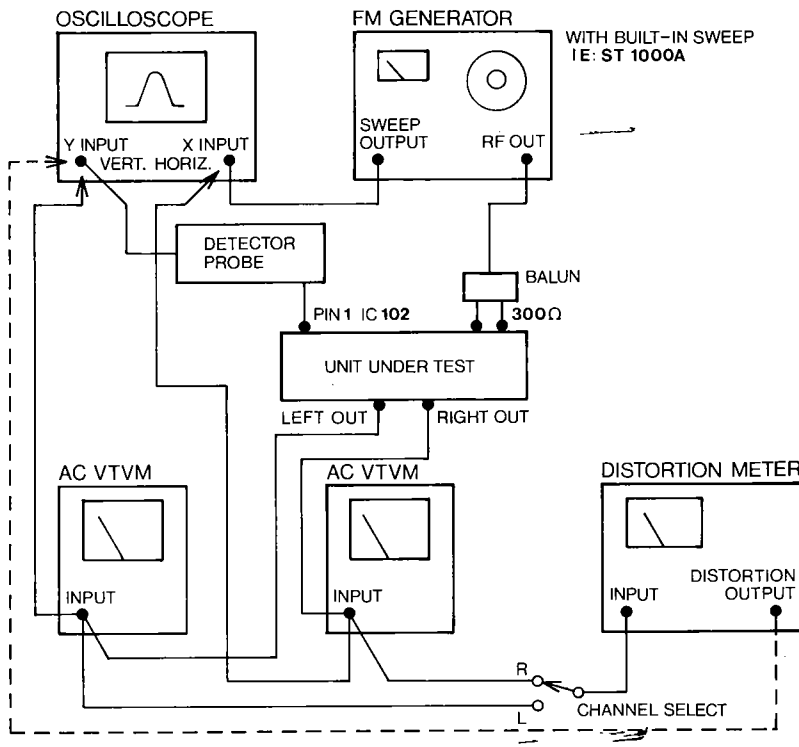 OSCILLOSCOPE
FM GENERATOR
WITH BUILT-IN SWEEP
IE: ST 1000A
Y INPUT
X INPUT
VERT. HORIZ.
SWEEP
OUTPUT
RF OUT
DETECTOR
PROBE
BALUN
PIN 1 IC 102
300Ω
UNIT UNDER TEST
LEFT OUT
RIGHT OUT
AC VTVM
AC VTVM
DISTORTION METER
INPUT
INPUT
INPUT
DISTORTION
OUTPUT
R
L
CHANNEL SELECT